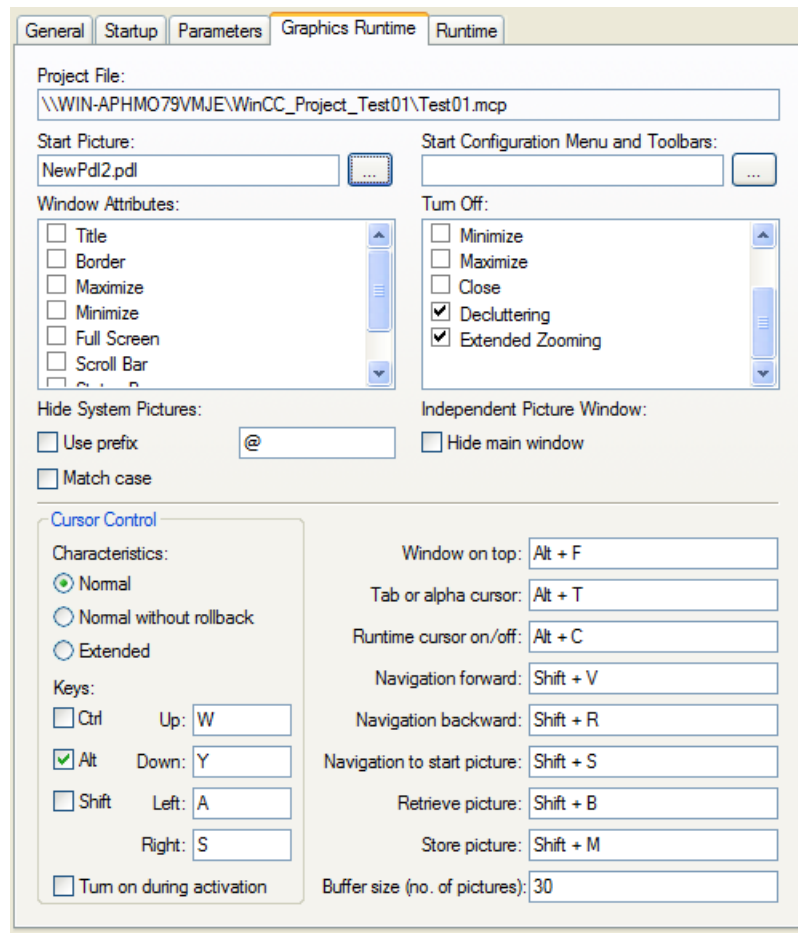 General Startup Parameters Graphics Runtime Runtime
Project File:
\\WIN-APHMO79VMJE\WinCC_Project_Test01\Test01.mcp
Start Picture: Start Configuration Menu and Toolbars:
NewPdl2.pdl ... ...
Window Attributes: Turn Off:
Title Minimize
Border Maximize
Maximize Close
Minimize Decluttering
Full Screen Extended Zooming
Scroll Bar
Hide System Pictures: Independent Picture Window:
Use prefix @ Hide main window
Match case
Cursor Control
Characteristics: Window on top: Alt + F
Normal Tab or alpha cursor: Alt + T
Normal without rollback Runtime cursor on/off: Alt + C
Extended
Navigation forward: Shift + V
Keys:
Ctrl Up: W Navigation backward: Shift + R
Alt Down: Y Navigation to start picture: Shift + S
Shift Left: A Retrieve picture: Shift + B
Right: S Store picture: Shift + M
Turn on during activation Buffer size (no. of pictures): 30